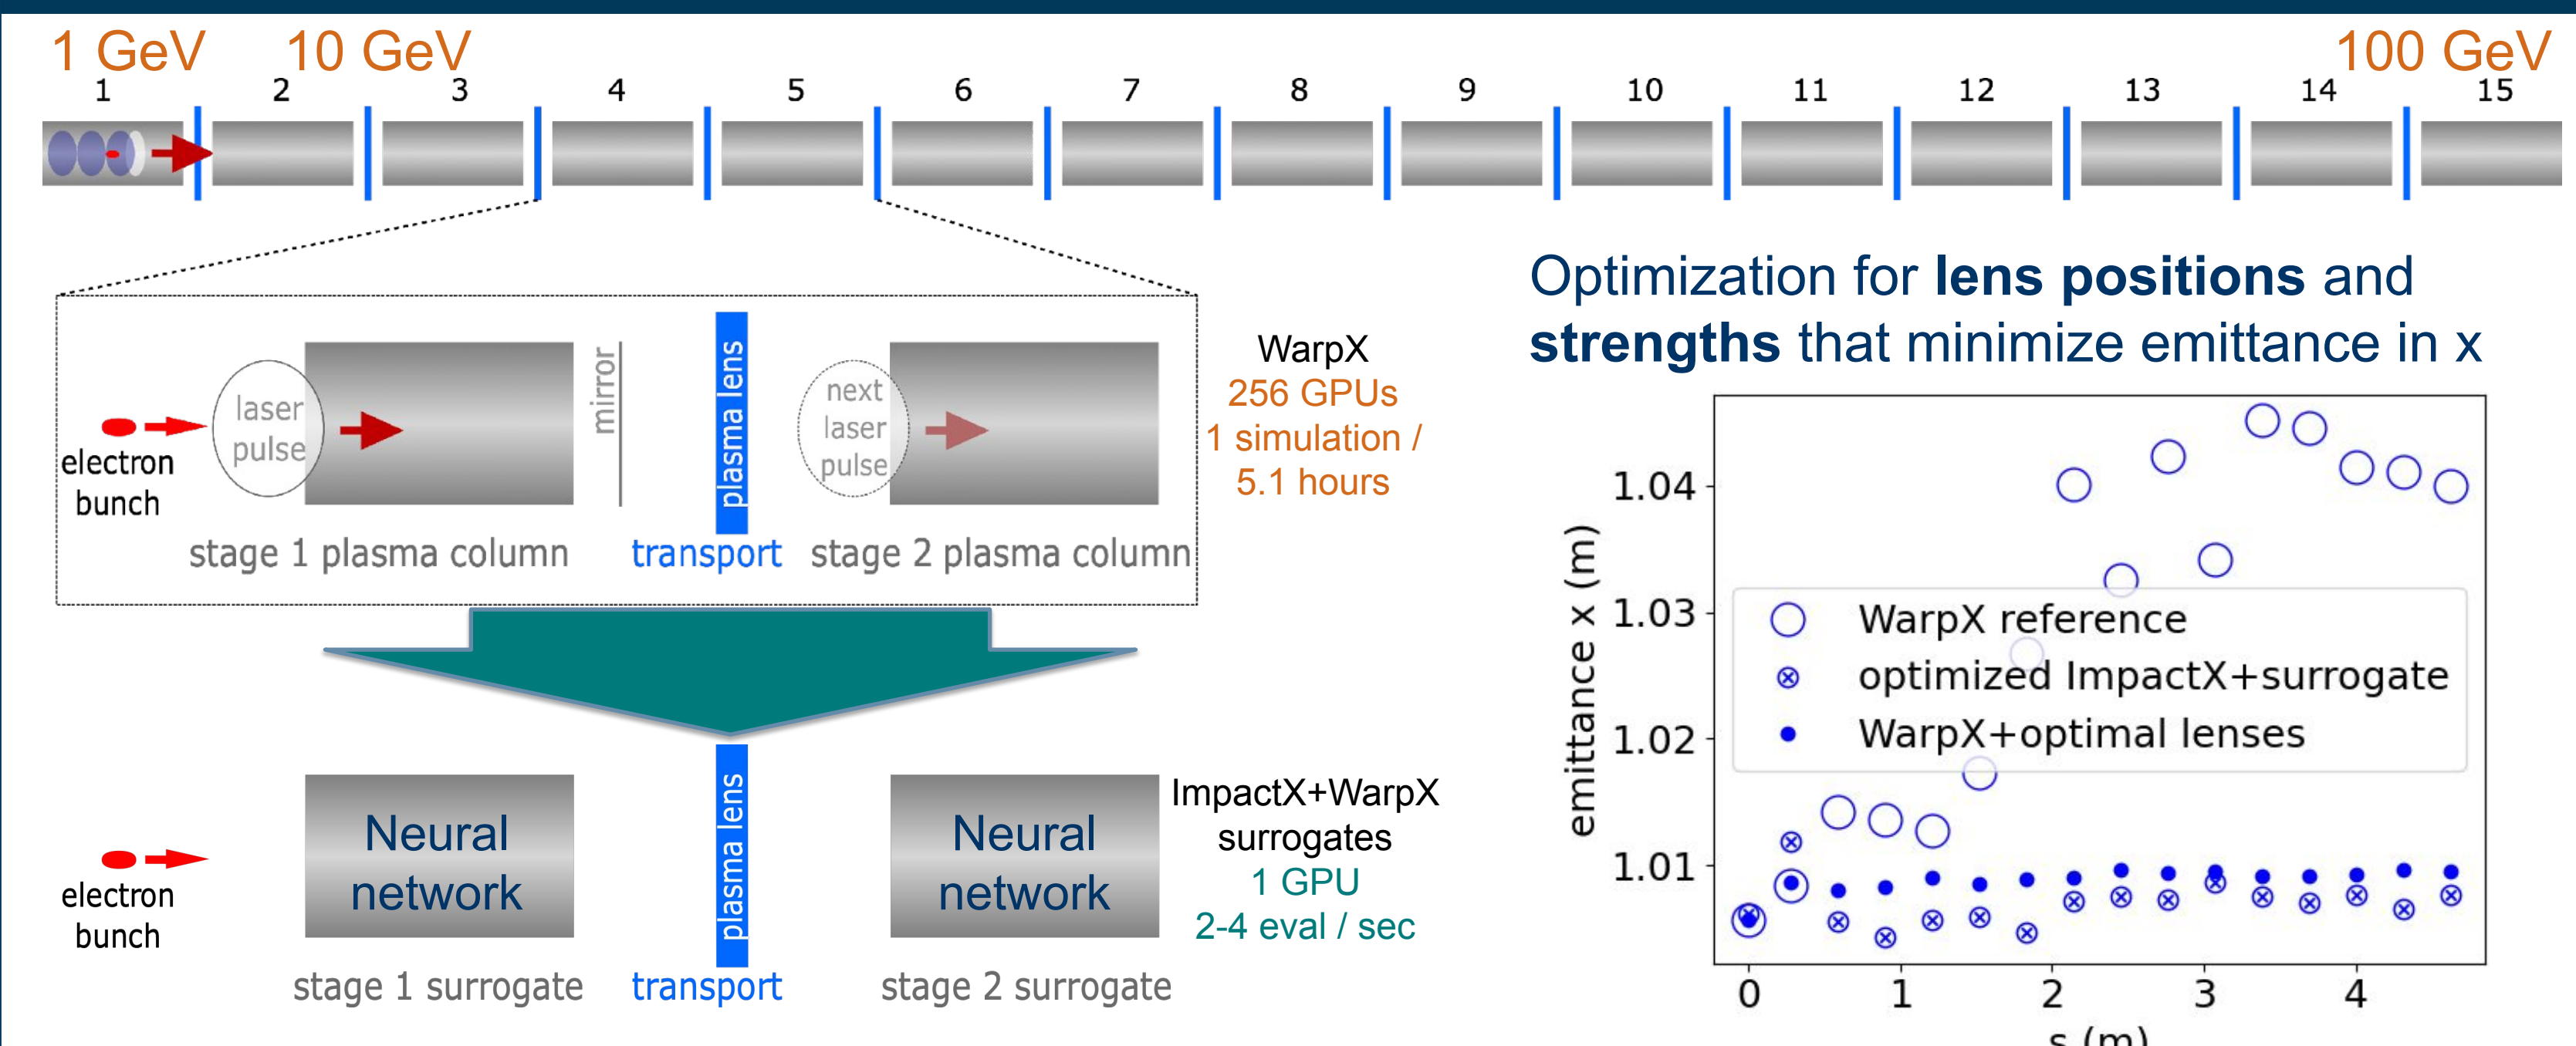 1 GeV 10 GeV 100 GeV
1 2 3 4 5 6 7 8 9 10 11 12 13 14 15
Optimization for lens positions and
strengths that minimize emittance in x
electron
bunch
laser
pulse
mirror
plasma lens
next
laser
pulse
stage 1 plasma column
transport
stage 2 plasma column
WarpX
256 GPUs
1 simulation /
5.1 hours
electron
bunch
Neural
network
plasma lens
Neural
network
stage 1 surrogate
transport
stage 2 surrogate
ImpactX+WarpX
surrogates
1 GPU
2-4 eval / sec
emittance x (m)
1.04
1.03
1.02
1.01
WarpX reference
optimized ImpactX+surrogate
WarpX+optimal lenses
0 1 2 3 4
s (m)